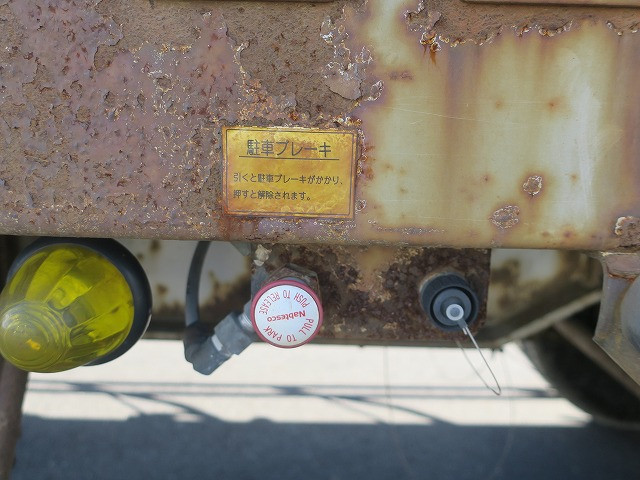 駐車ブレーキ
引くと駐車ブレーキがかかり、
押すと解除されます。
PULL TO PARK
Nabtesco
PUSH TO RELEASE